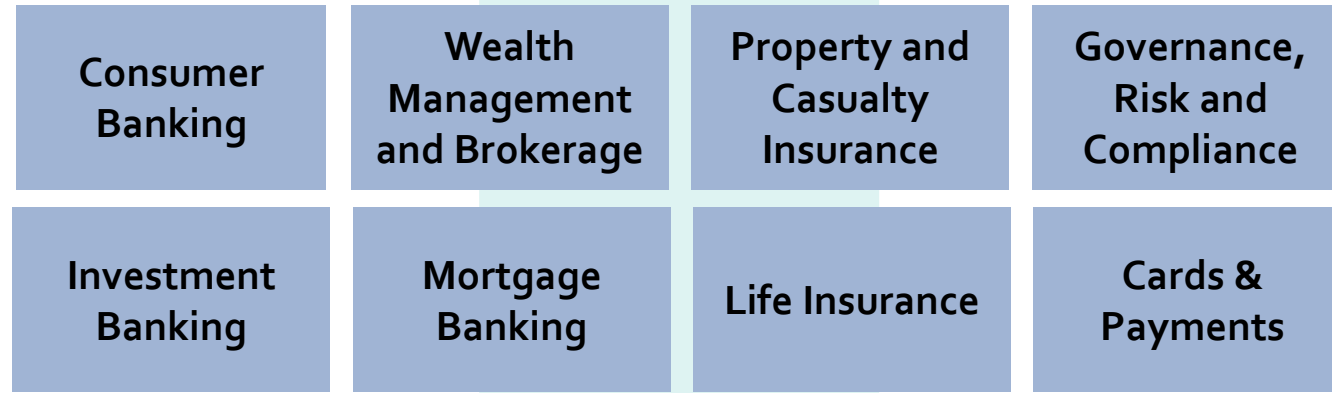 Consumer
Banking
Wealth
Management
and Brokerage
Property and
Casualty
Insurance
Governance,
Risk and
Compliance
Investment
Banking
Mortgage
Banking
Life Insurance
Cards &
Payments